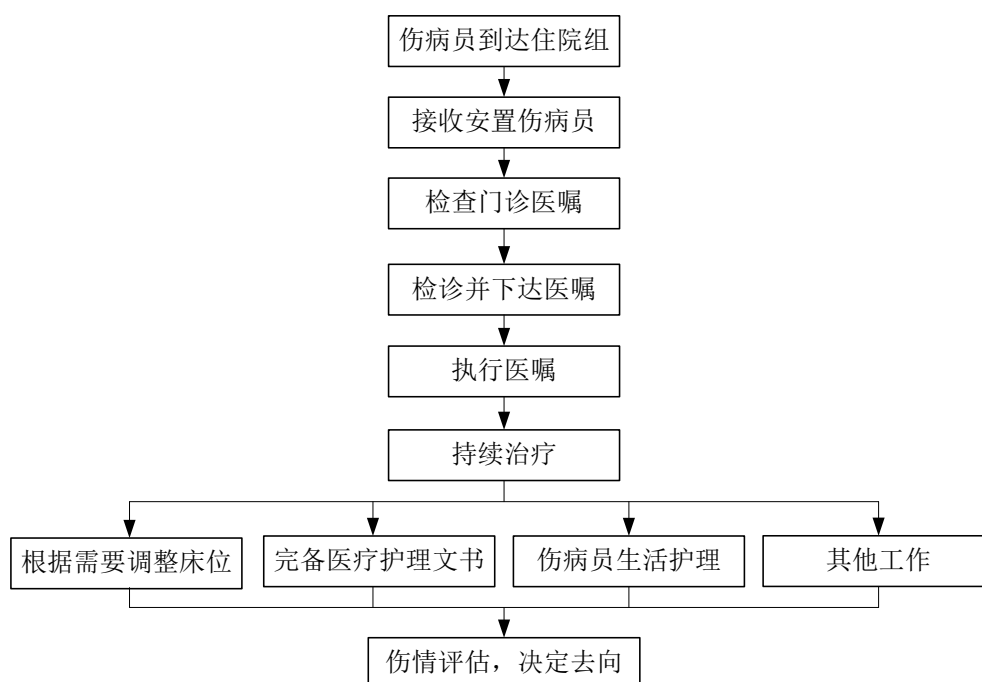 伤病员到达住院组
接收安置伤病员
检查门诊医嘱
检诊并下达医嘱
执行医嘱
持续治疗
根据需要调整床位
完备医疗护理文书
伤病员生活护理
其他工作
伤情评估，决定去向